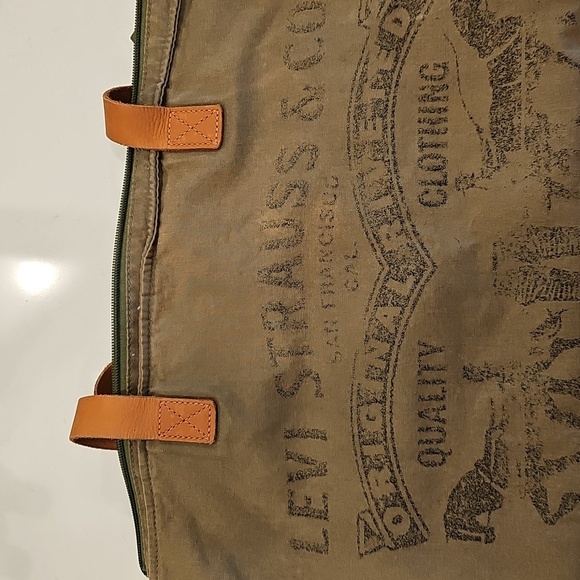 LEVI STRAUSS & CO
SAN FRANCISCO
CAL.
ORIGINAL RIVETED
QUALITY CLOTHING